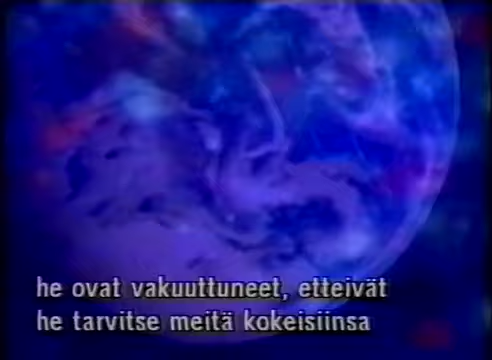 he ovat vakuuttuneet, etteivät
he tarvitse meitä kokeisiinsa